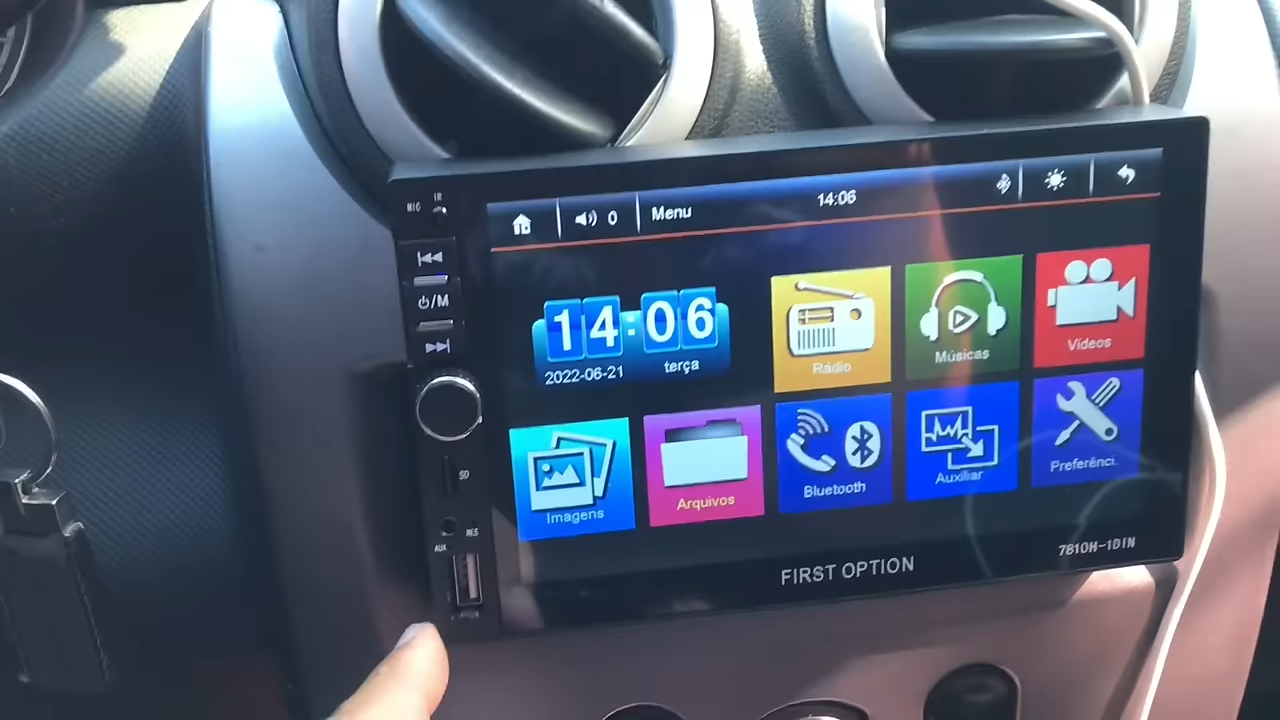 MIC IR
0 Menu 14:06
⏻/M
14:06
2022-06-21 terça
Rádio
Músicas
Vídeos
Imagens
Arquivos
Bluetooth
Auxiliar
Preferênci.
SD
RES
AUX
FIRST OPTION
7810H-1DIN